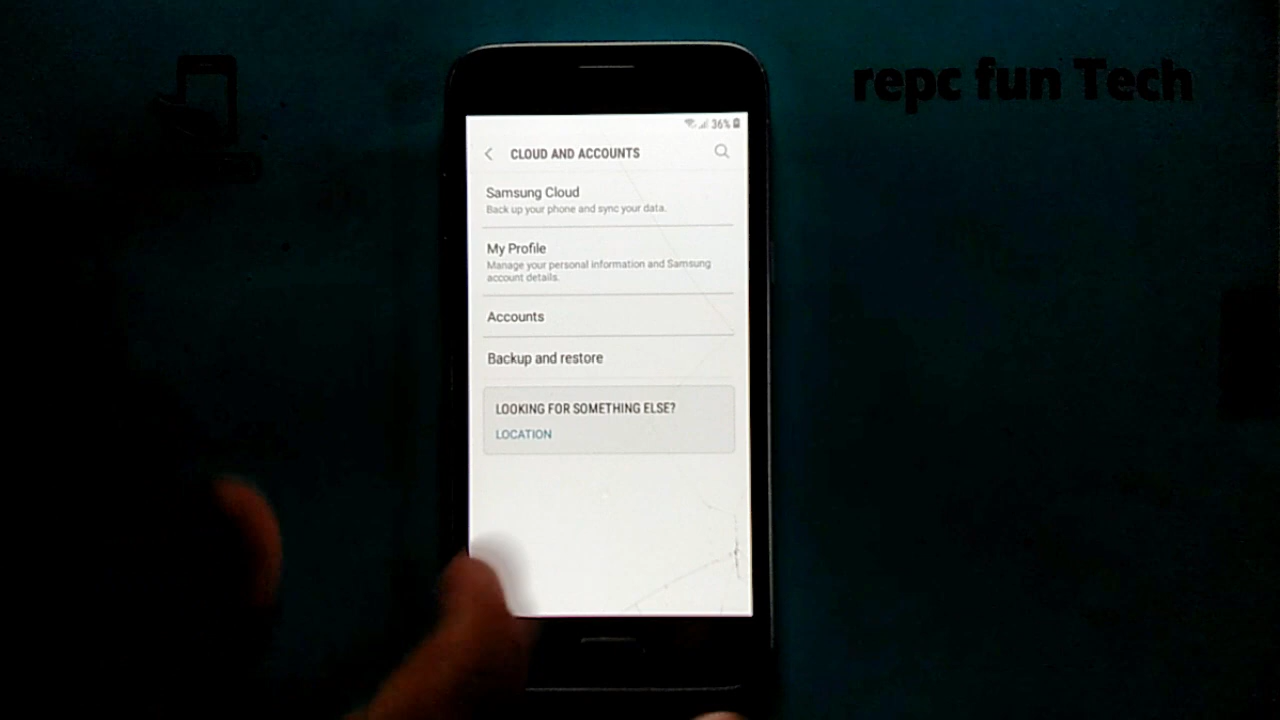 repc fun Tech
36%
CLOUD AND ACCOUNTS
Samsung Cloud
Back up your phone and sync your data.
My Profile
Manage your personal information and Samsung
account details.
Accounts
Backup and restore
LOOKING FOR SOMETHING ELSE?
LOCATION